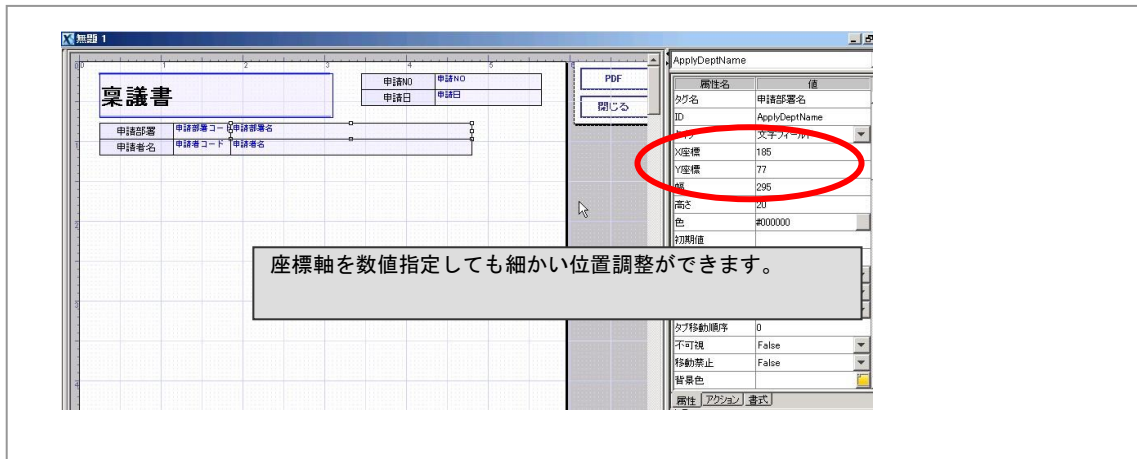 無題 1
ApplyDeptName
0 1 2 3 4 5
稟議書
申請NO 申請NO
申請日 申請日
PDF
閉じる
申請部署 申請部署コード 申請部署名
申請者名 申請者コード 申請者名
属性名 値
タグ名 申請部署名
ID ApplyDeptName
文字フィールド
X座標 185
Y座標 77
幅 295
高さ 20
色 #000000
初期値
座標軸を数値指定しても細かい位置調整ができます。
タブ移動順序 0
不可視 False
移動禁止 False
背景色
属性 アクション 書式